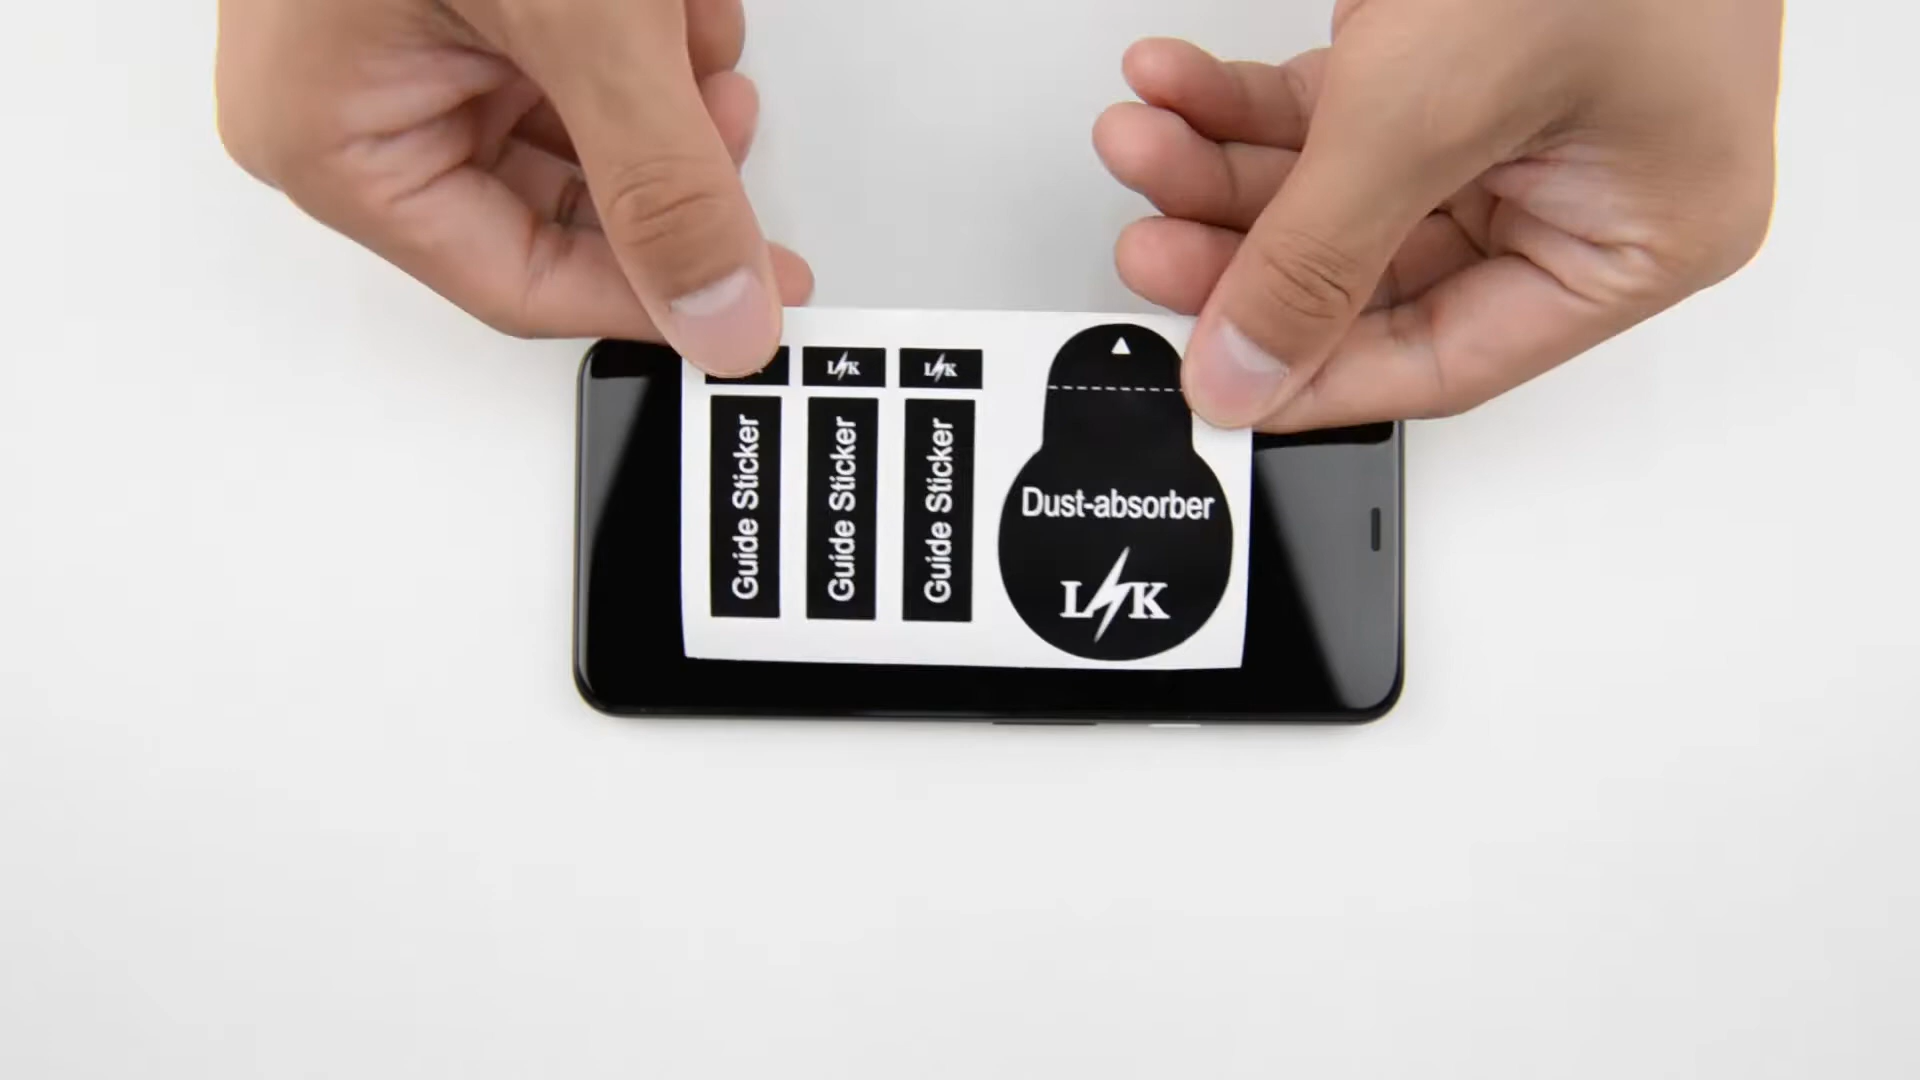 LK
LK
Guide Sticker
Guide Sticker
Guide Sticker
Dust-absorber
LK